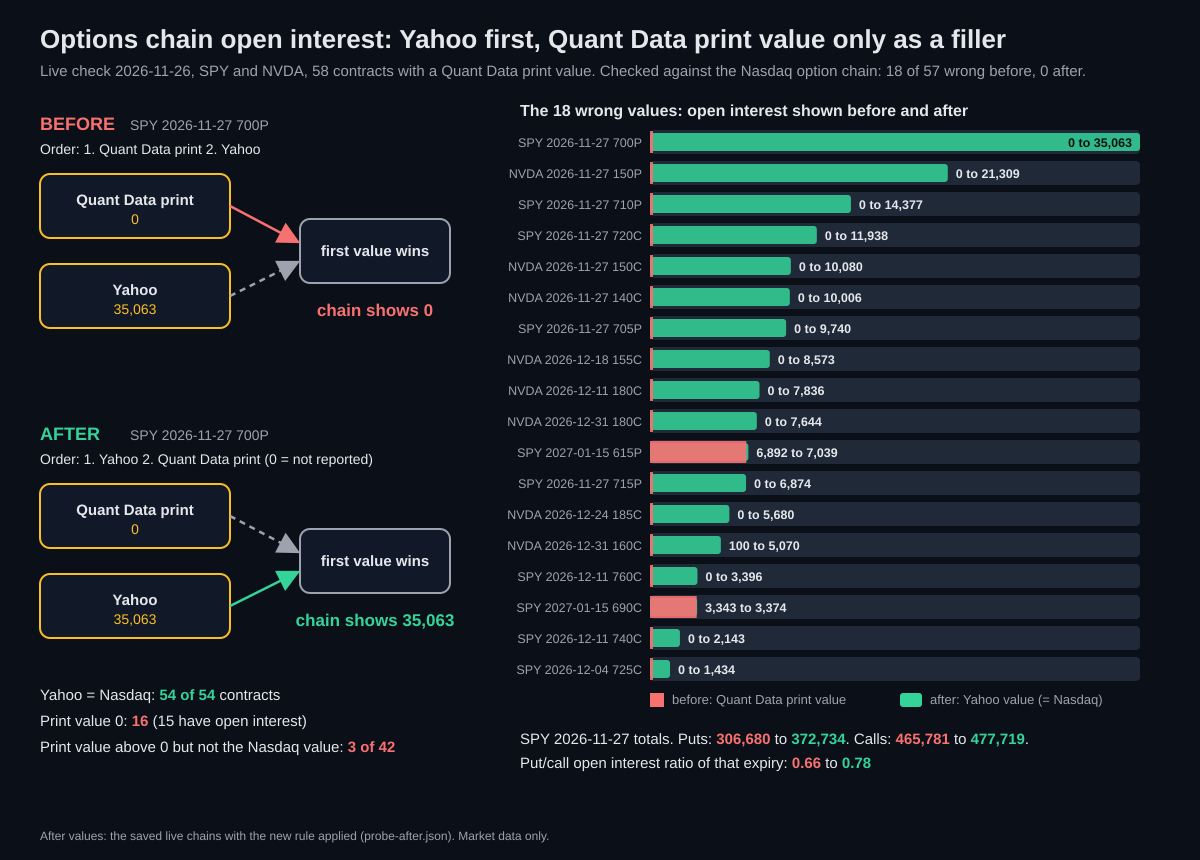 Options chain open interest: Yahoo first, Quant Data print value only as a filler
Live check 2026-11-26, SPY and NVDA, 58 contracts with a Quant Data print value. Checked against the Nasdaq option chain: 18 of 57 wrong before, 0 after.
BEFORE SPY 2026-11-27 700P
Order: 1. Quant Data print 2. Yahoo
Quant Data print
0
Yahoo
35,063
first value wins
chain shows 0
AFTER SPY 2026-11-27 700P
Order: 1. Yahoo 2. Quant Data print (0 = not reported)
Quant Data print
0
Yahoo
35,063
first value wins
chain shows 35,063
Yahoo = Nasdaq: 54 of 54 contracts
Print value 0: 16 (15 have open interest)
Print value above 0 but not the Nasdaq value: 3 of 42
The 18 wrong values: open interest shown before and after
SPY 2026-11-27 700P 0 to 35,063
NVDA 2026-11-27 150P 0 to 21,309
SPY 2026-11-27 710P 0 to 14,377
SPY 2026-11-27 720C 0 to 11,938
NVDA 2026-11-27 150C 0 to 10,080
NVDA 2026-11-27 140C 0 to 10,006
SPY 2026-11-27 705P 0 to 9,740
NVDA 2026-12-18 155C 0 to 8,573
NVDA 2026-12-11 180C 0 to 7,836
NVDA 2026-12-31 180C 0 to 7,644
SPY 2027-01-15 615P 6,892 to 7,039
SPY 2026-11-27 715P 0 to 6,874
NVDA 2026-12-24 185C 0 to 5,680
NVDA 2026-12-31 160C 100 to 5,070
SPY 2026-12-11 760C 0 to 3,396
SPY 2027-01-15 690C 3,343 to 3,374
SPY 2026-12-11 740C 0 to 2,143
SPY 2026-12-04 725C 0 to 1,434
before: Quant Data print value after: Yahoo value (= Nasdaq)
SPY 2026-11-27 totals. Puts: 306,680 to 372,734. Calls: 465,781 to 477,719.
Put/call open interest ratio of that expiry: 0.66 to 0.78
After values: the saved live chains with the new rule applied (probe-after.json). Market data only.